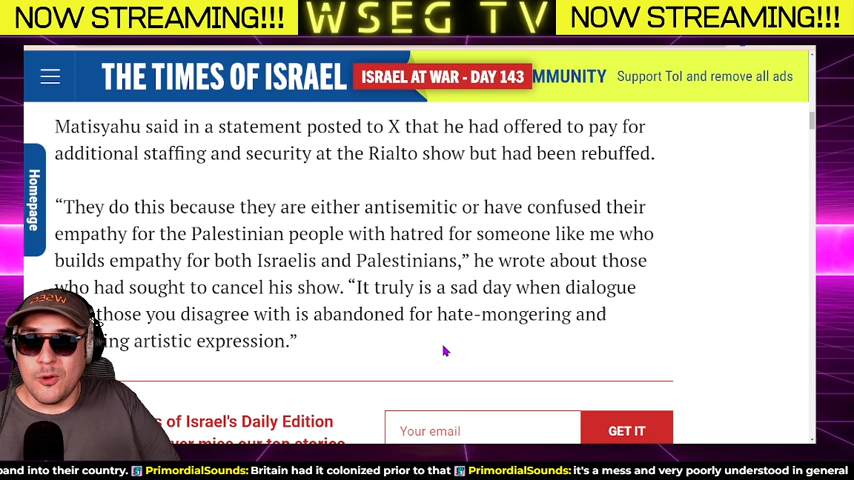 NOW STREAMING!!! WSEG TV NOW STREAMING!!!
THE TIMES OF ISRAEL ISRAEL AT WAR - DAY 143 MMUNITY Support ToI and remove all ads
Matisyahu said in a statement posted to X that he had offered to pay for
additional staffing and security at the Rialto show but had been rebuffed.
Homepage
“They do this because they are either antisemitic or have confused their
empathy for the Palestinian people with hatred for someone like me who
builds empathy for both Israelis and Palestinians,” he wrote about those
who had sought to cancel his show. “It truly is a sad day when dialogue
those you disagree with is abandoned for hate-mongering and
ing artistic expression.”
WSEG
s of Israel's Daily Edition
Your email GET IT
ver miss our top stories
pand into their country. PrimordialSounds: Britain had it colonized prior to that PrimordialSounds: it's a mess and very poorly understood in general